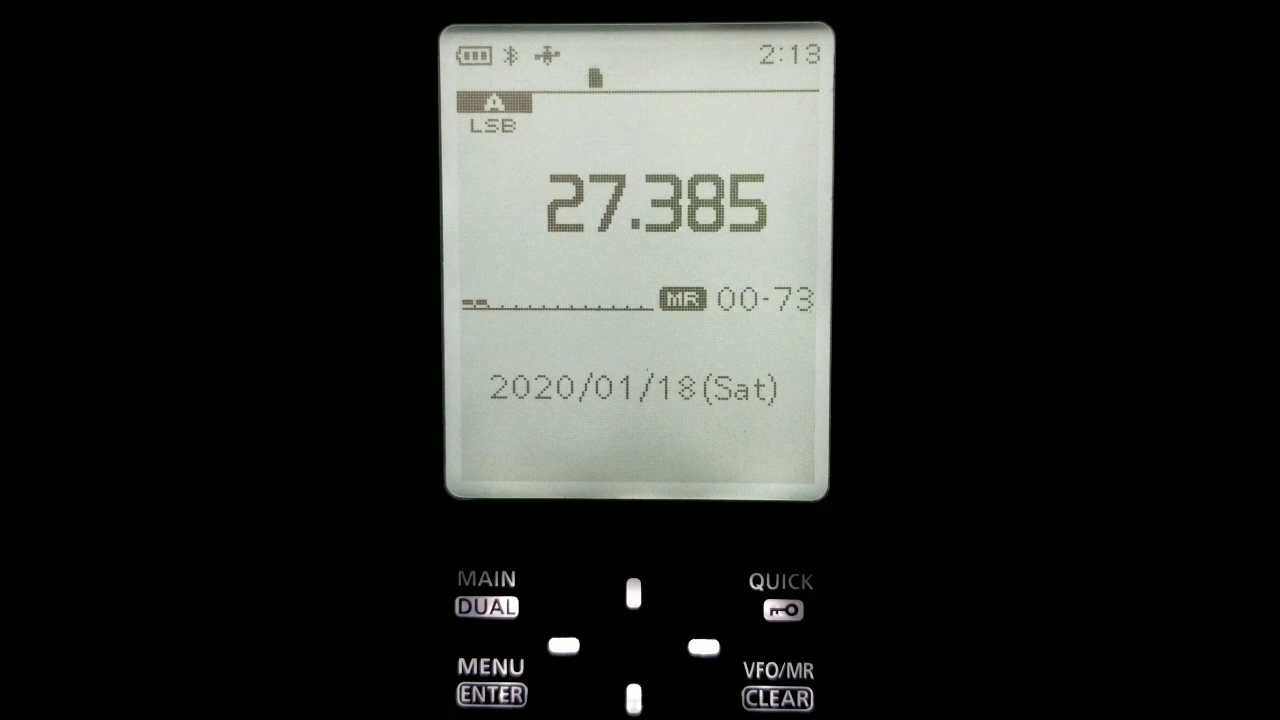 2:13
A
LSB
27.385
MR 00-73
2020/01/18(Sat)
MAIN QUICK
DUAL
MENU VFO/MR
ENTER CLEAR